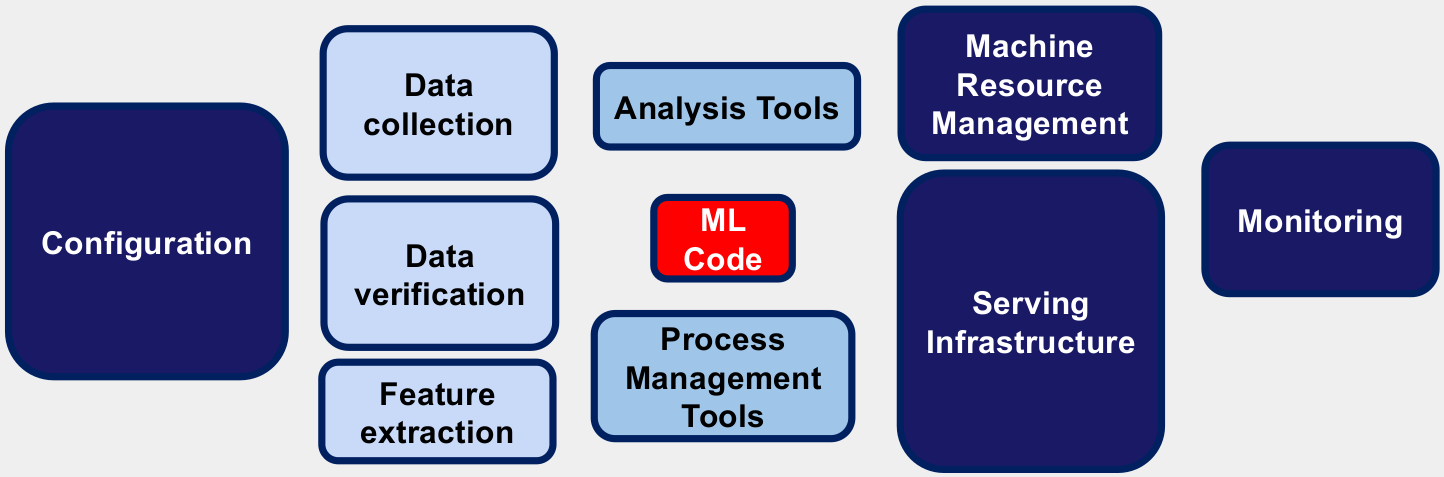 Configuration
Data
collection
Data
verification
Feature
extraction
Analysis Tools
ML
Code
Process
Management
Tools
Machine
Resource
Management
Serving
Infrastructure
Monitoring